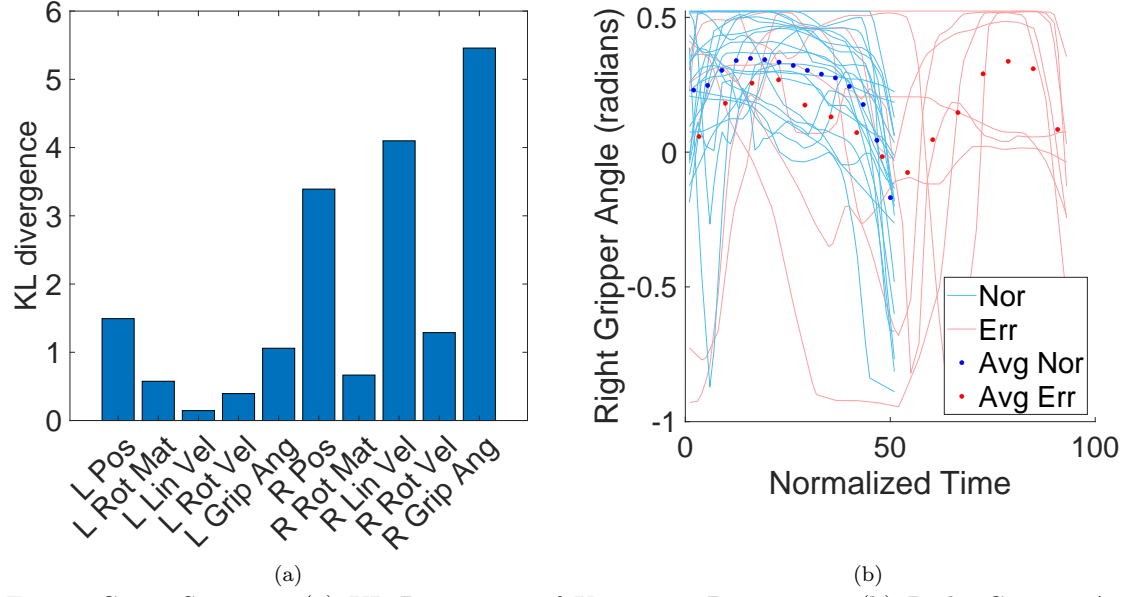 6
5
4
3
2
1
0
KL divergence
L Pos
L Rot Mat
L Lin Vel
L Rot Vel
L Grip Ang
R Pos
R Rot Mat
R Lin Vel
R Rot Vel
R Grip Ang
(a)
0.5
0
-0.5
-1
Right Gripper Angle (radians)
Nor
Err
Avg Nor
Avg Err
0
50
100
Normalized Time
(b)